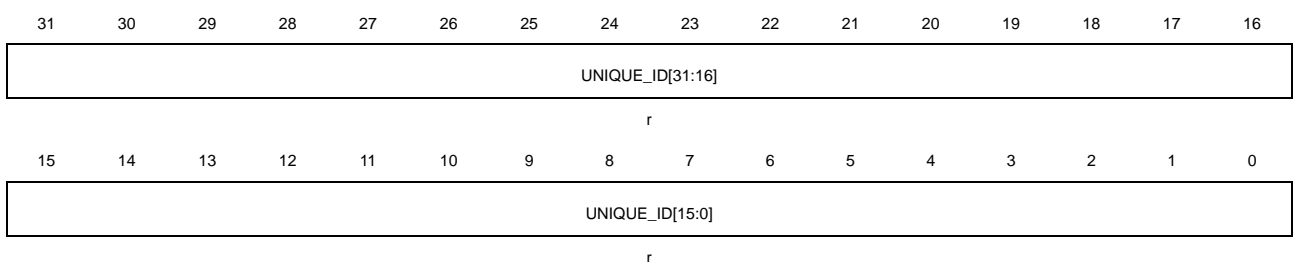 31 30 29 28 27 26 25 24 23 22 21 20 19 18 17 16
UNIQUE_ID[31:16]
r
15 14 13 12 11 10 9 8 7 6 5 4 3 2 1 0
UNIQUE_ID[15:0]
r